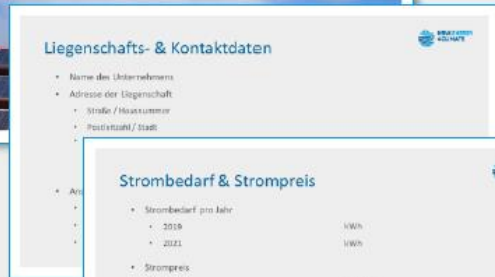 Liegenschafts- & Kontaktdaten
• Name des Unternehmens
• Adresse der Liegenschaft
• Straße / Hausnummer
• Postleitzahl / Stadt
Strombedarf & Strompreis
• Strombedarf pro Jahr
• 2019 kWh
• 2021 kWh
• Strompreis